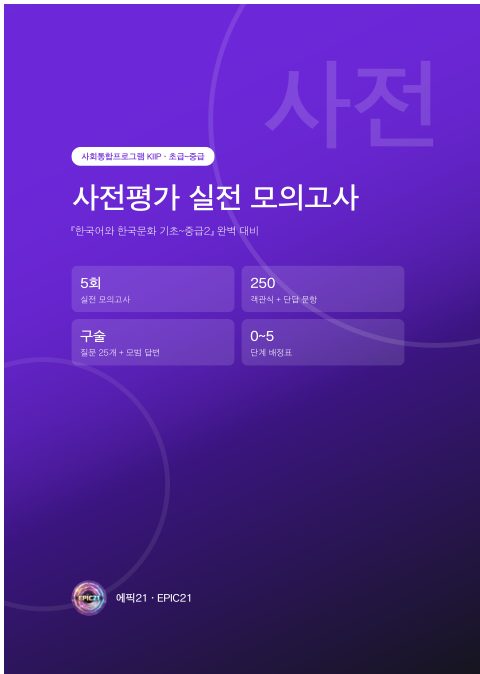 사전
사회통합프로그램 KIIP · 초급~중급
사전평가 실전 모의고사
『한국어와 한국문화 기초~중급2』 완벽 대비
5회
실전 모의고사
250
객관식 + 단답 문항
구술
질문 25개 + 모범 답변
0~5
단계 배정표
EPIC21
에픽21 · EPIC21